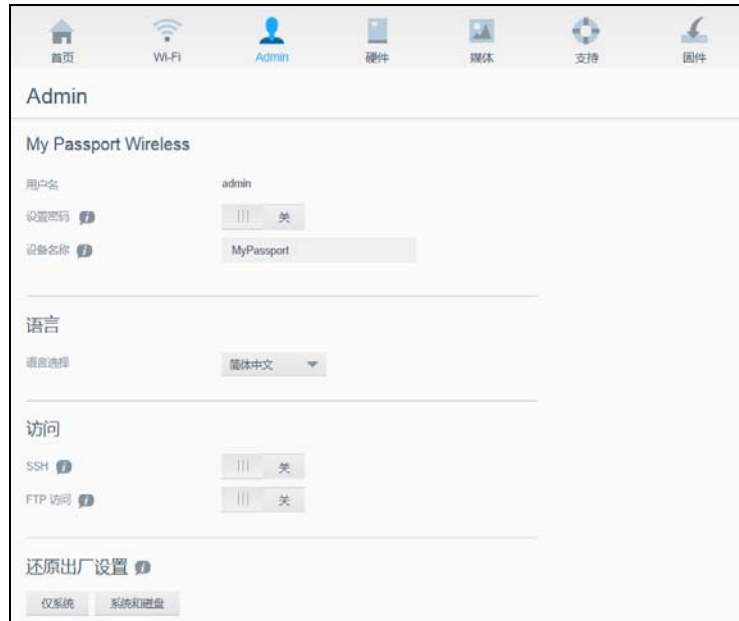 首页 Wi-Fi Admin 硬件 媒体 支持 固件
Admin
My Passport Wireless
用户名 admin
设置密码 关
设备名称 MyPassport
语言
语言选择 简体中文
访问
SSH 关
FTP 访问 关
还原出厂设置
仅系统 系统和磁盘